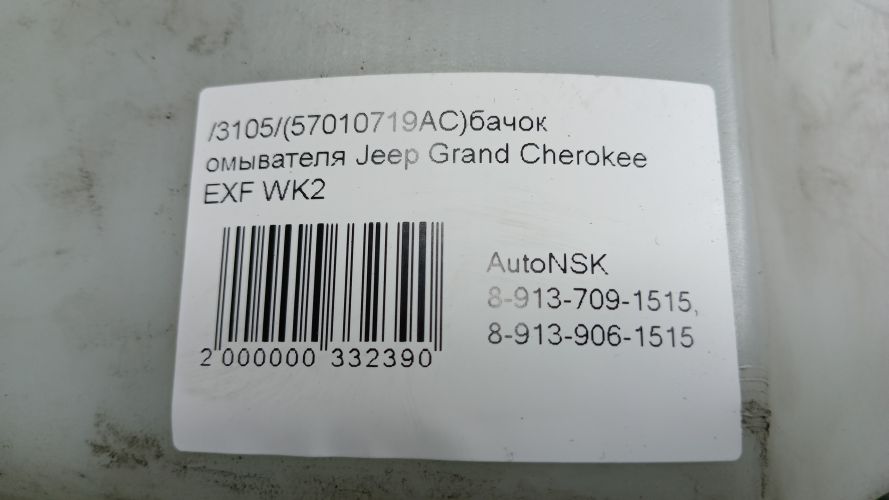 /3105/(57010719AC)бачок
омывателя Jeep Grand Cherokee
EXF WK2
AutoNSK
8-913-709-1515,
8-913-906-1515
2 000000 332390